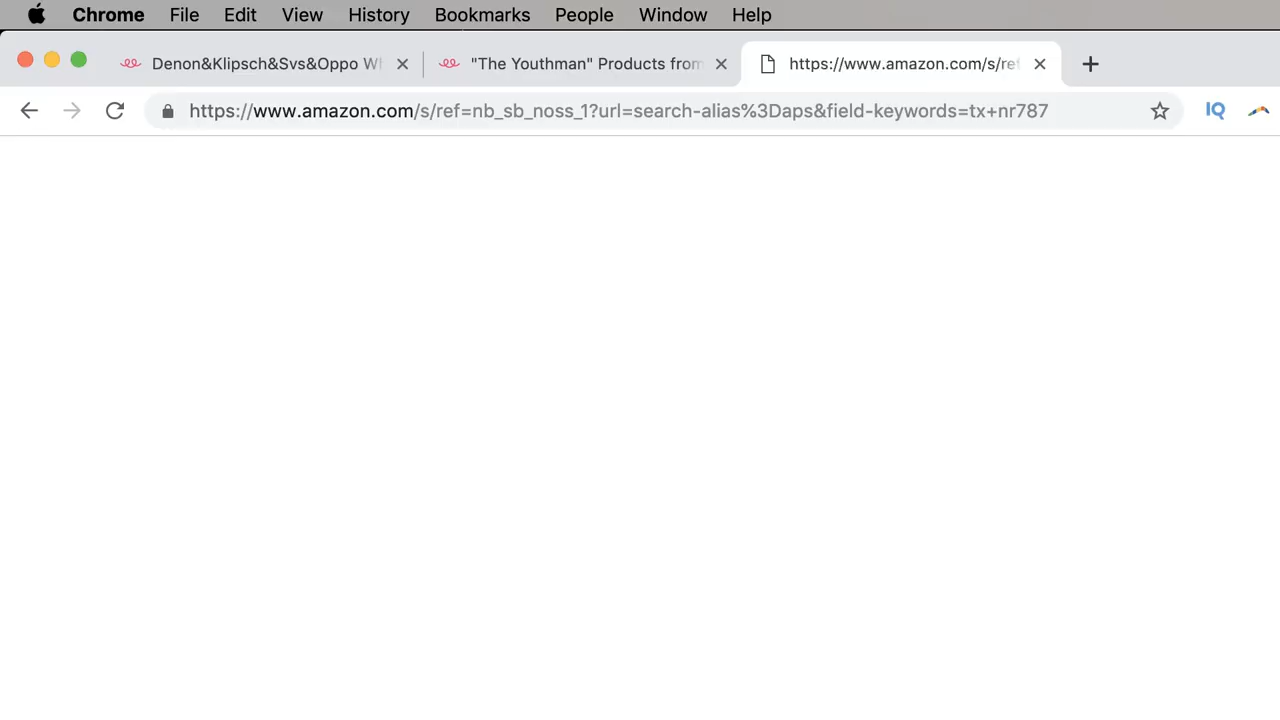 Chrome File Edit View History Bookmarks People Window Help
Denon&Klipsch&Svs&Oppo Wh "The Youthman" Products from https://www.amazon.com/s/ref
https://www.amazon.com/s/ref=nb_sb_noss_1?url=search-alias%3Daps&field-keywords=tx+nr787 IQ